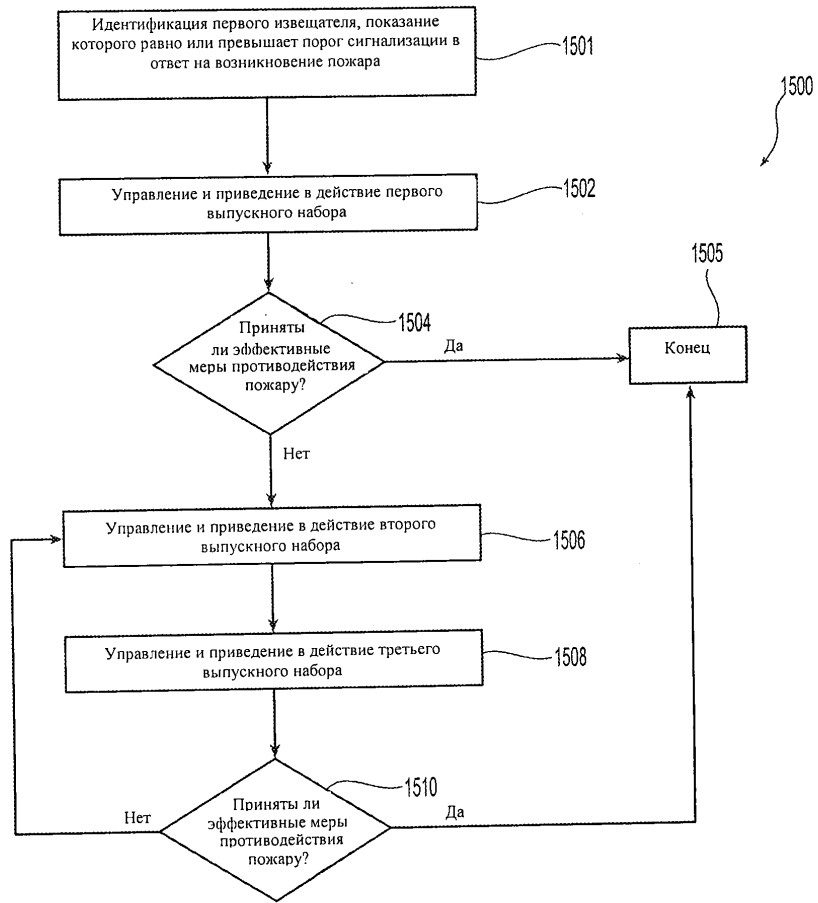 Идентификация первого извещателя, показание
которого равно или превышает порог сигнализации в
ответ на возникновение пожара
1501
1500
Управление и приведение в действие первого
выпускного набора
1502
1505
Конец
1504
Приняты
ли эффективные
меры противодействия
пожару?
Да
Нет
Управление и приведение в действие второго
выпускного набора
1506
Управление и приведение в действие третьего
выпускного набора
1508
1510
Приняты ли
эффективные меры
противодействия
пожару?
Нет
Да